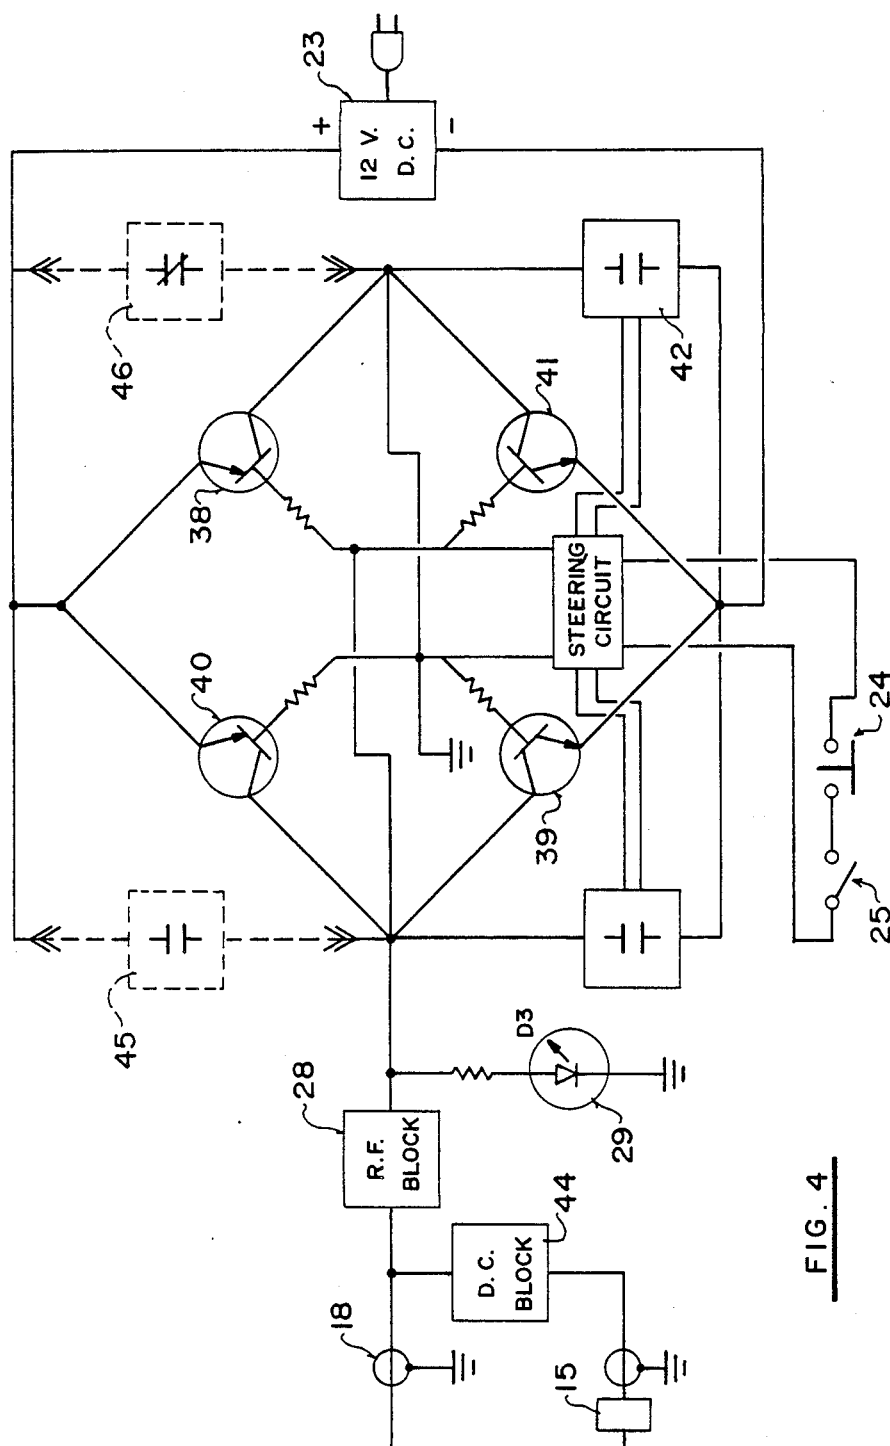 23
+
12 V.
D.C.
-
46
38
41
42
40
STEERING
CIRCUIT
39
24
25
45
28
R.F.
BLOCK
D3
29
44
D.C.
BLOCK
18
15
FIG. 4